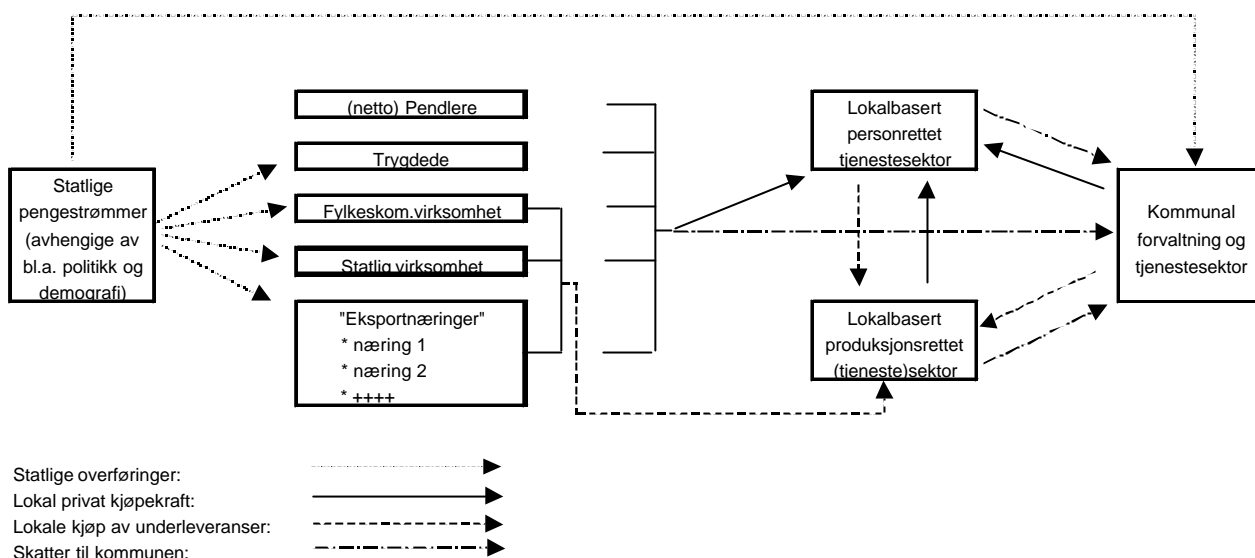 (netto) Pendlere
Trygdede
Fylkeskom.virksomhet
Statlig virksomhet
"Eksportnæringer"
* næring 1
* næring 2
* ++++
Statlige
pengestrømmer
(avhengige av
bl.a. politikk og
demografi)
Lokalbasert
personrettet
tjenestesektor
Lokalbasert
produksjonsrettet
(tjeneste)sektor
Kommunal
forvaltning og
tjenestesektor
Statlige overføringer:
Lokal privat kjøpekraft:
Lokale kjøp av underleveranser:
Skatter til kommunen: